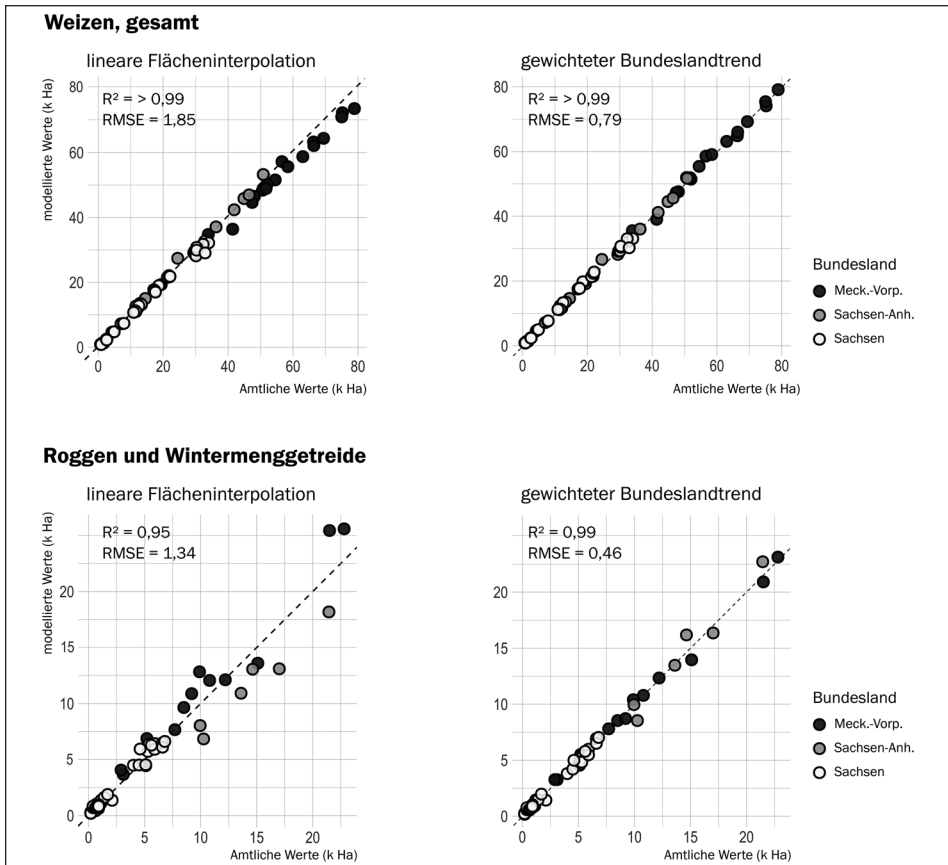 Weizen, gesamt
lineare Flächeninterpolation
R² = > 0,99
RMSE = 1,85
modellierte Werte (k Ha)
80
60
40
20
0
0 20 40 60 80
Amtliche Werte (k Ha)
gewichteter Bundeslandtrend
R² = > 0,99
RMSE = 0,79
80
60
40
20
0
0 20 40 60 80
Amtliche Werte (k Ha)
Bundesland
Meck.-Vorp.
Sachsen-Anh.
Sachsen
Roggen und Wintermenggetreide
lineare Flächeninterpolation
R² = 0,95
RMSE = 1,34
modellierte Werte (k Ha)
20
15
10
5
0
0 5 10 15 20
Amtliche Werte (k Ha)
gewichteter Bundeslandtrend
R² = 0,99
RMSE = 0,46
20
15
10
5
0
0 5 10 15 20
Amtliche Werte (k Ha)
Bundesland
Meck.-Vorp.
Sachsen-Anh.
Sachsen